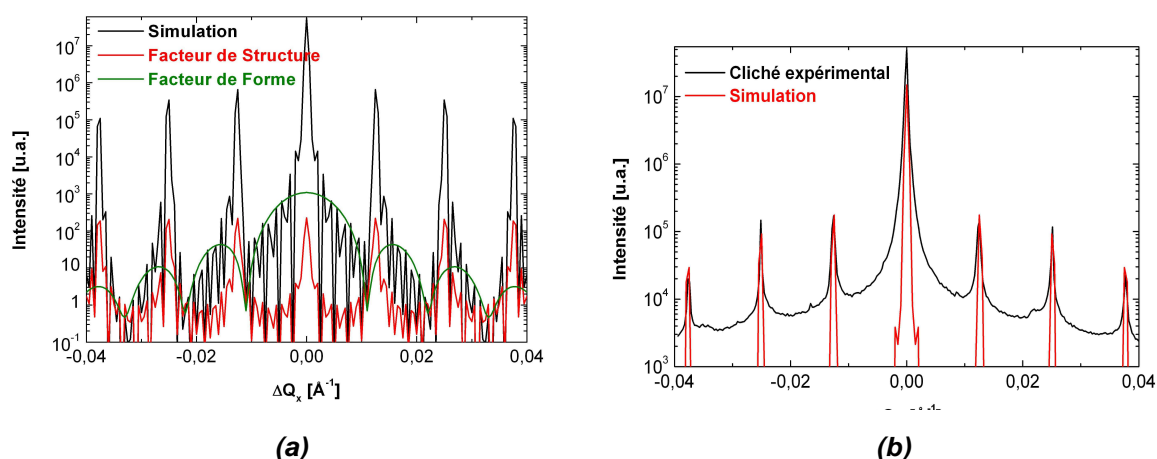 Simulation
Facteur de Structure
Facteur de Forme
Intensité [u.a.]
10⁷
10⁶
10⁵
10⁴
10³
10²
10
1
10⁻¹
-0,04 -0,02 0,00 0,02 0,04
ΔQₓ [Å⁻¹]
(a)
Cliché expérimental
Simulation
Intensité [u.a.]
10⁷
10⁶
10⁵
10⁴
10³
-0,04 -0,02 0,00 0,02 0,04
(b)